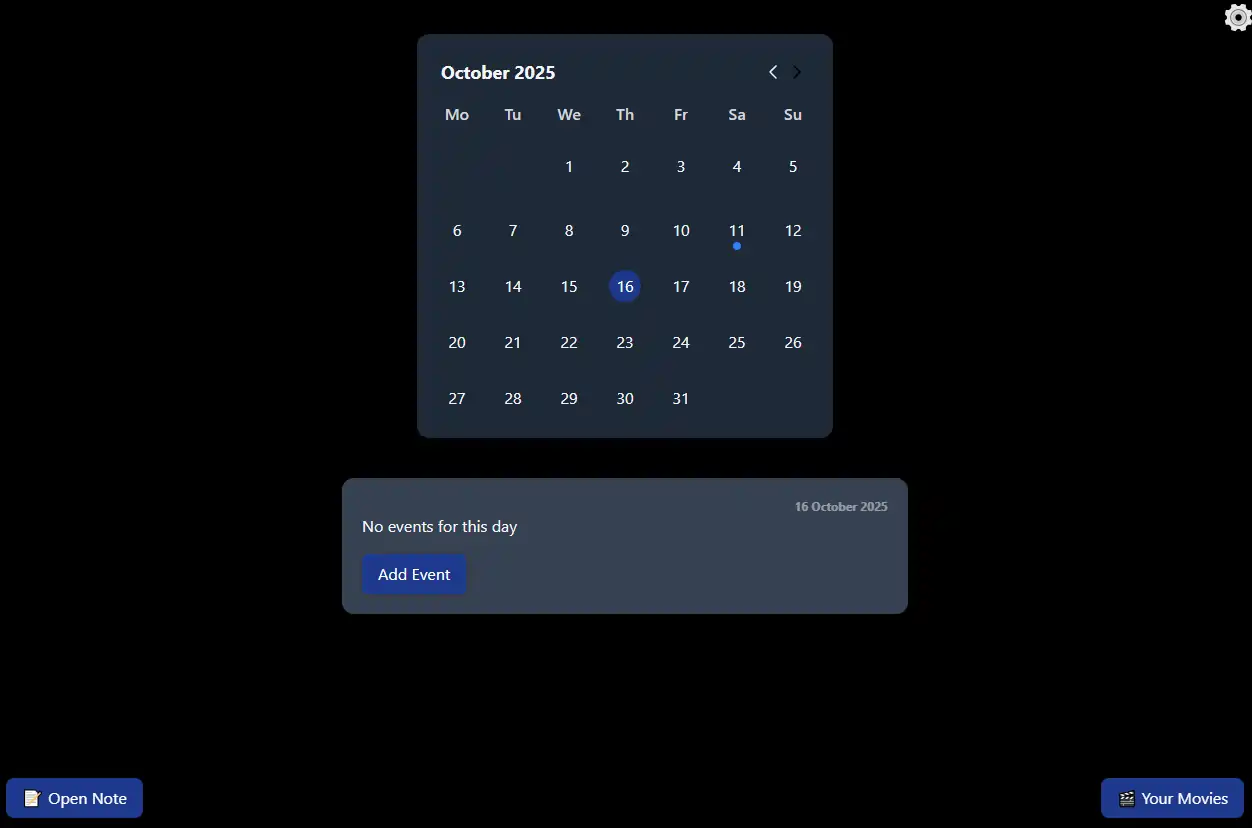 October 2025
Mo Tu We Th Fr Sa Su
1 2 3 4 5
6 7 8 9 10 11 12
13 14 15 16 17 18 19
20 21 22 23 24 25 26
27 28 29 30 31
16 October 2025
No events for this day
Add Event
Open Note
Your Movies